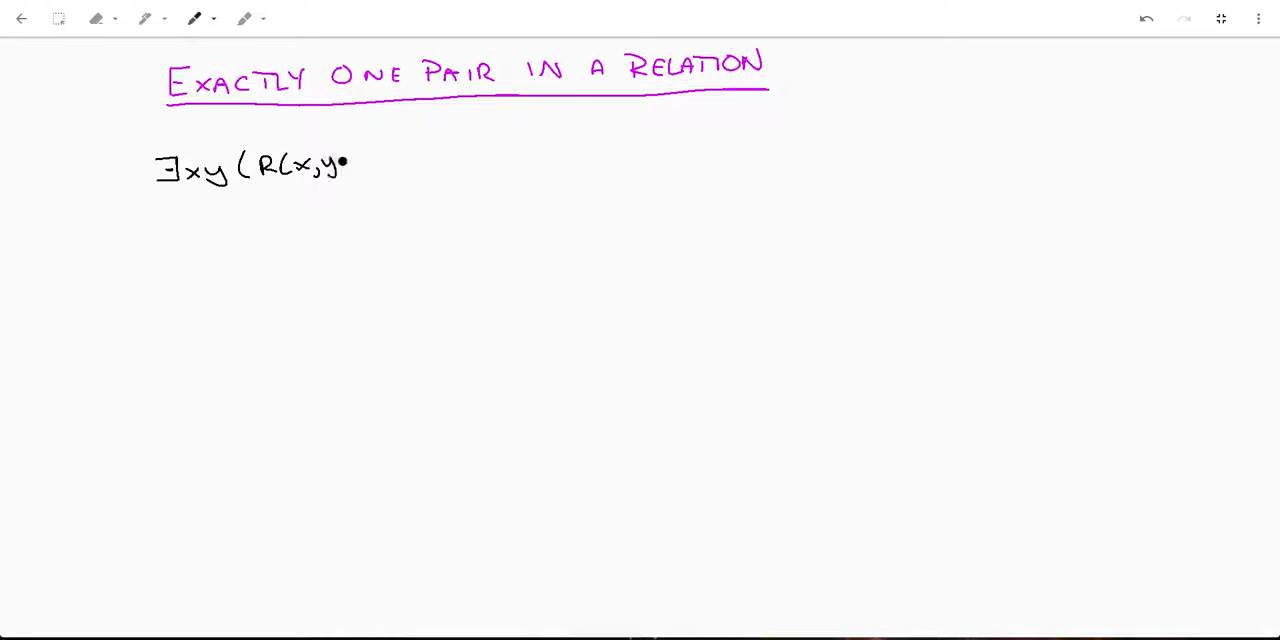 EXACTLY ONE PAIR IN A RELATION
∃xy(R(x,y